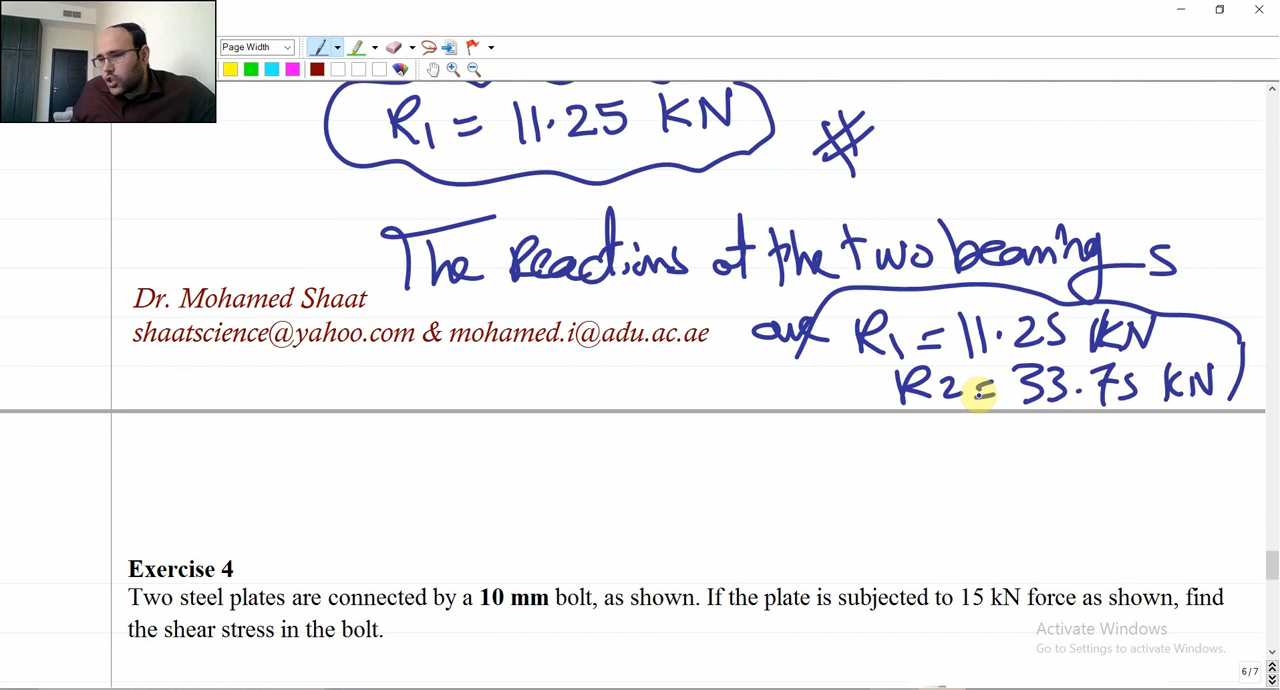 Page Width
R1 = 11.25 KN #
The Reactions at the two bearings
Dr. Mohamed Shaat
shaatscience@yahoo.com & mohamed.i@adu.ac.ae
are R1 = 11.25 KN
R2 = 33.75 KN
Exercise 4
Two steel plates are connected by a 10 mm bolt, as shown. If the plate is subjected to 15 kN force as shown, find
the shear stress in the bolt.
Activate Windows
Go to Settings to activate Windows.
6/7